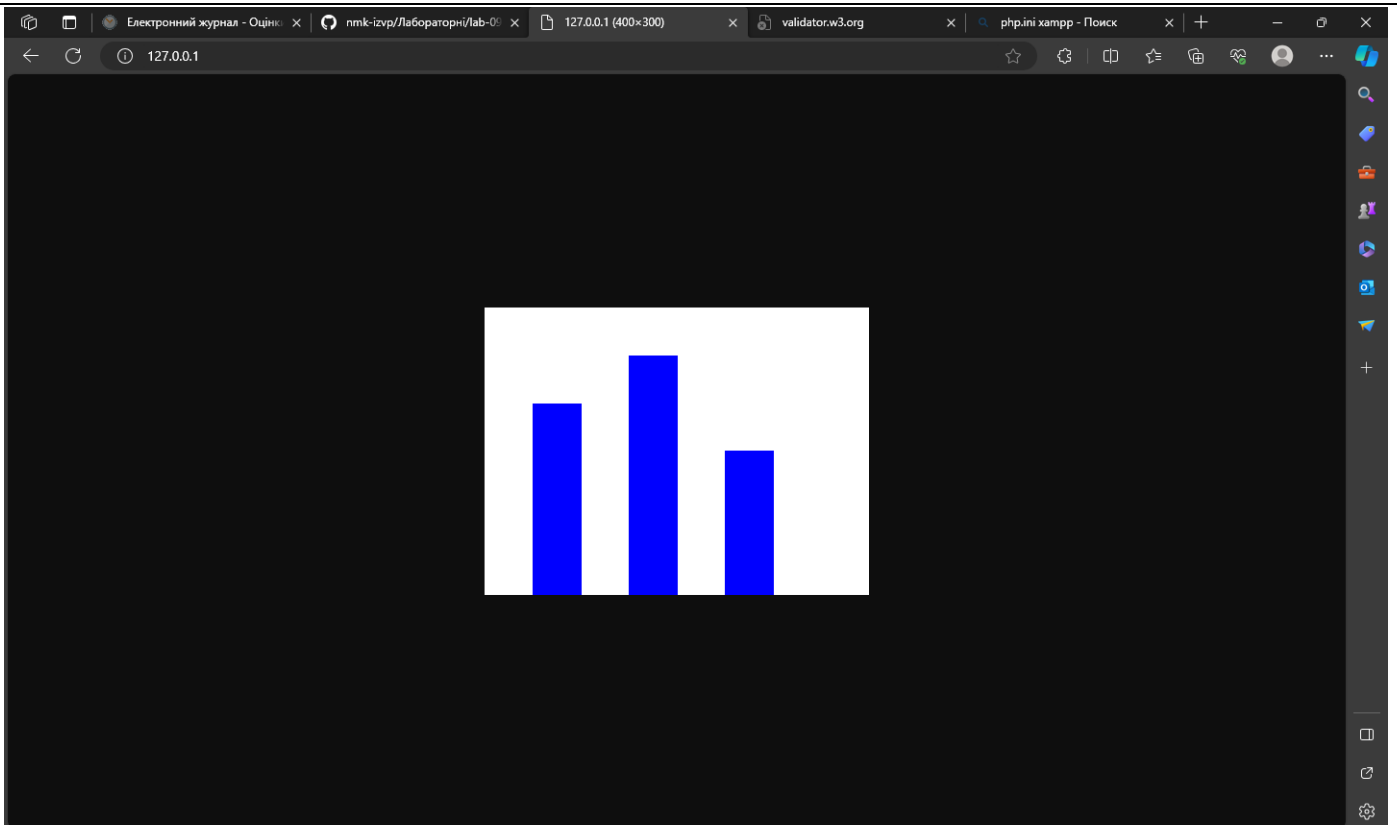 Електронний журнал - Оцінк
nmk-izvp/Лабораторні/lab-09
127.0.0.1 (400×300)
validator.w3.org
php.ini xampp - Поиск
127.0.0.1